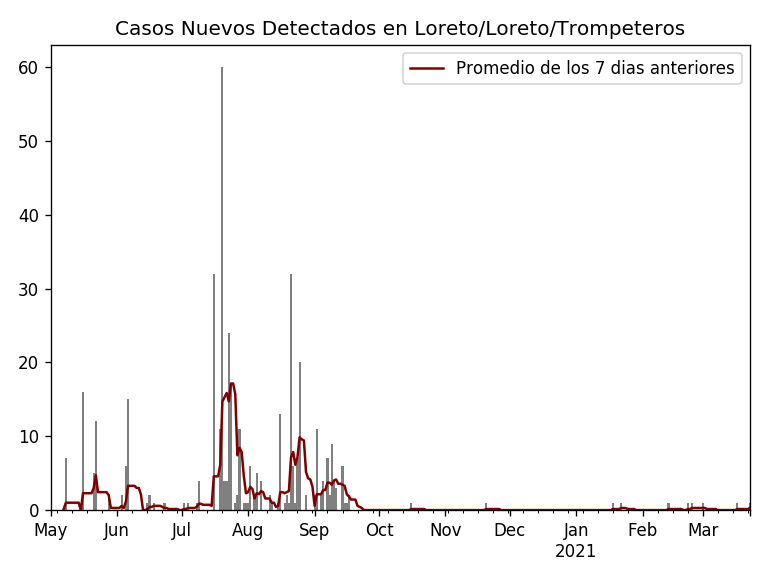 Casos Nuevos Detectados en Loreto/Loreto/Trompeteros
Promedio de los 7 dias anteriores
60
50
40
30
20
10
0
May Jun Jul Aug Sep Oct Nov Dec Jan Feb Mar
2021